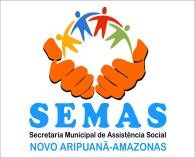 SEMAS
Secretaria Municipal de Assistência Social
NOVO ARIPUANÃ-AMAZONAS